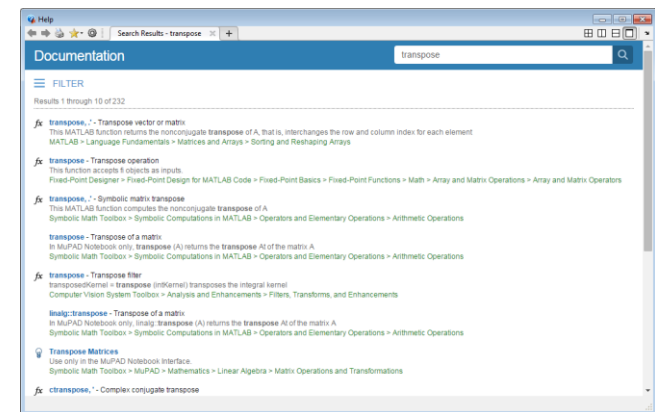 Help
Search Results - transpose
Documentation
transpose
FILTER
Results 1 through 10 of 232
fx transpose, .' - Transpose vector or matrix
This MATLAB function returns the nonconjugate transpose of A, that is, interchanges the row and column index for each element
MATLAB > Language Fundamentals > Matrices and Arrays > Sorting and Reshaping Arrays
fx transpose - Transpose operation
This function accepts fi objects as inputs.
Fixed-Point Designer > Fixed-Point Design for MATLAB Code > Fixed-Point Basics > Fixed-Point Functions > Math > Array and Matrix Operations > Array and Matrix Operators
fx transpose, .' - Symbolic matrix transpose
This MATLAB function computes the nonconjugate transpose of A
Symbolic Math Toolbox > Symbolic Computations in MATLAB > Operators and Elementary Operations > Arithmetic Operations
transpose - Transpose of a matrix
In MuPAD Notebook only, transpose (A) returns the transpose At of the matrix A
Symbolic Math Toolbox > Symbolic Computations in MATLAB > Operators and Elementary Operations > Arithmetic Operations
fx transpose - Transpose filter
transposedKernel = transpose (intKernel) transposes the integral kernel
Computer Vision System Toolbox > Analysis and Enhancements > Filters, Transforms, and Enhancements
linalg::transpose - Transpose of a matrix
In MuPAD Notebook only, linalg::transpose (A) returns the transpose At of the matrix A
Symbolic Math Toolbox > Symbolic Computations in MATLAB > Operators and Elementary Operations > Arithmetic Operations
Transpose Matrices
Use only in the MuPAD Notebook Interface.
Symbolic Math Toolbox > MuPAD > Mathematics > Linear Algebra > Matrix Operations and Transformations
fx ctranspose, ' - Complex conjugate transpose